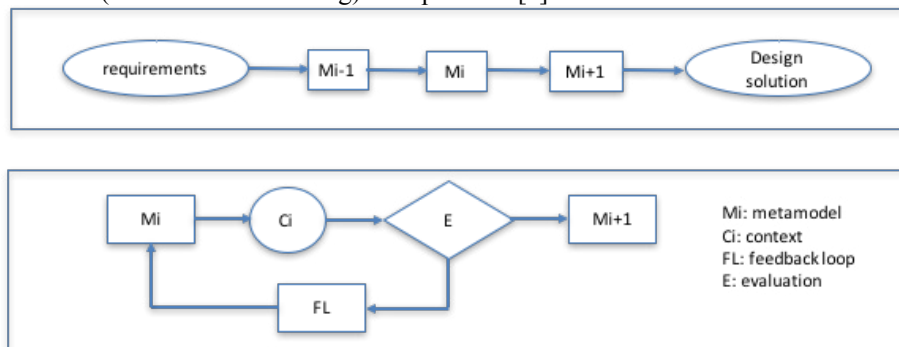 requirements
Mi-1
Mi
Mi+1
Design
solution
Mi
Ci
E
Mi+1
FL
Mi: metamodel
Ci: context
FL: feedback loop
E: evaluation